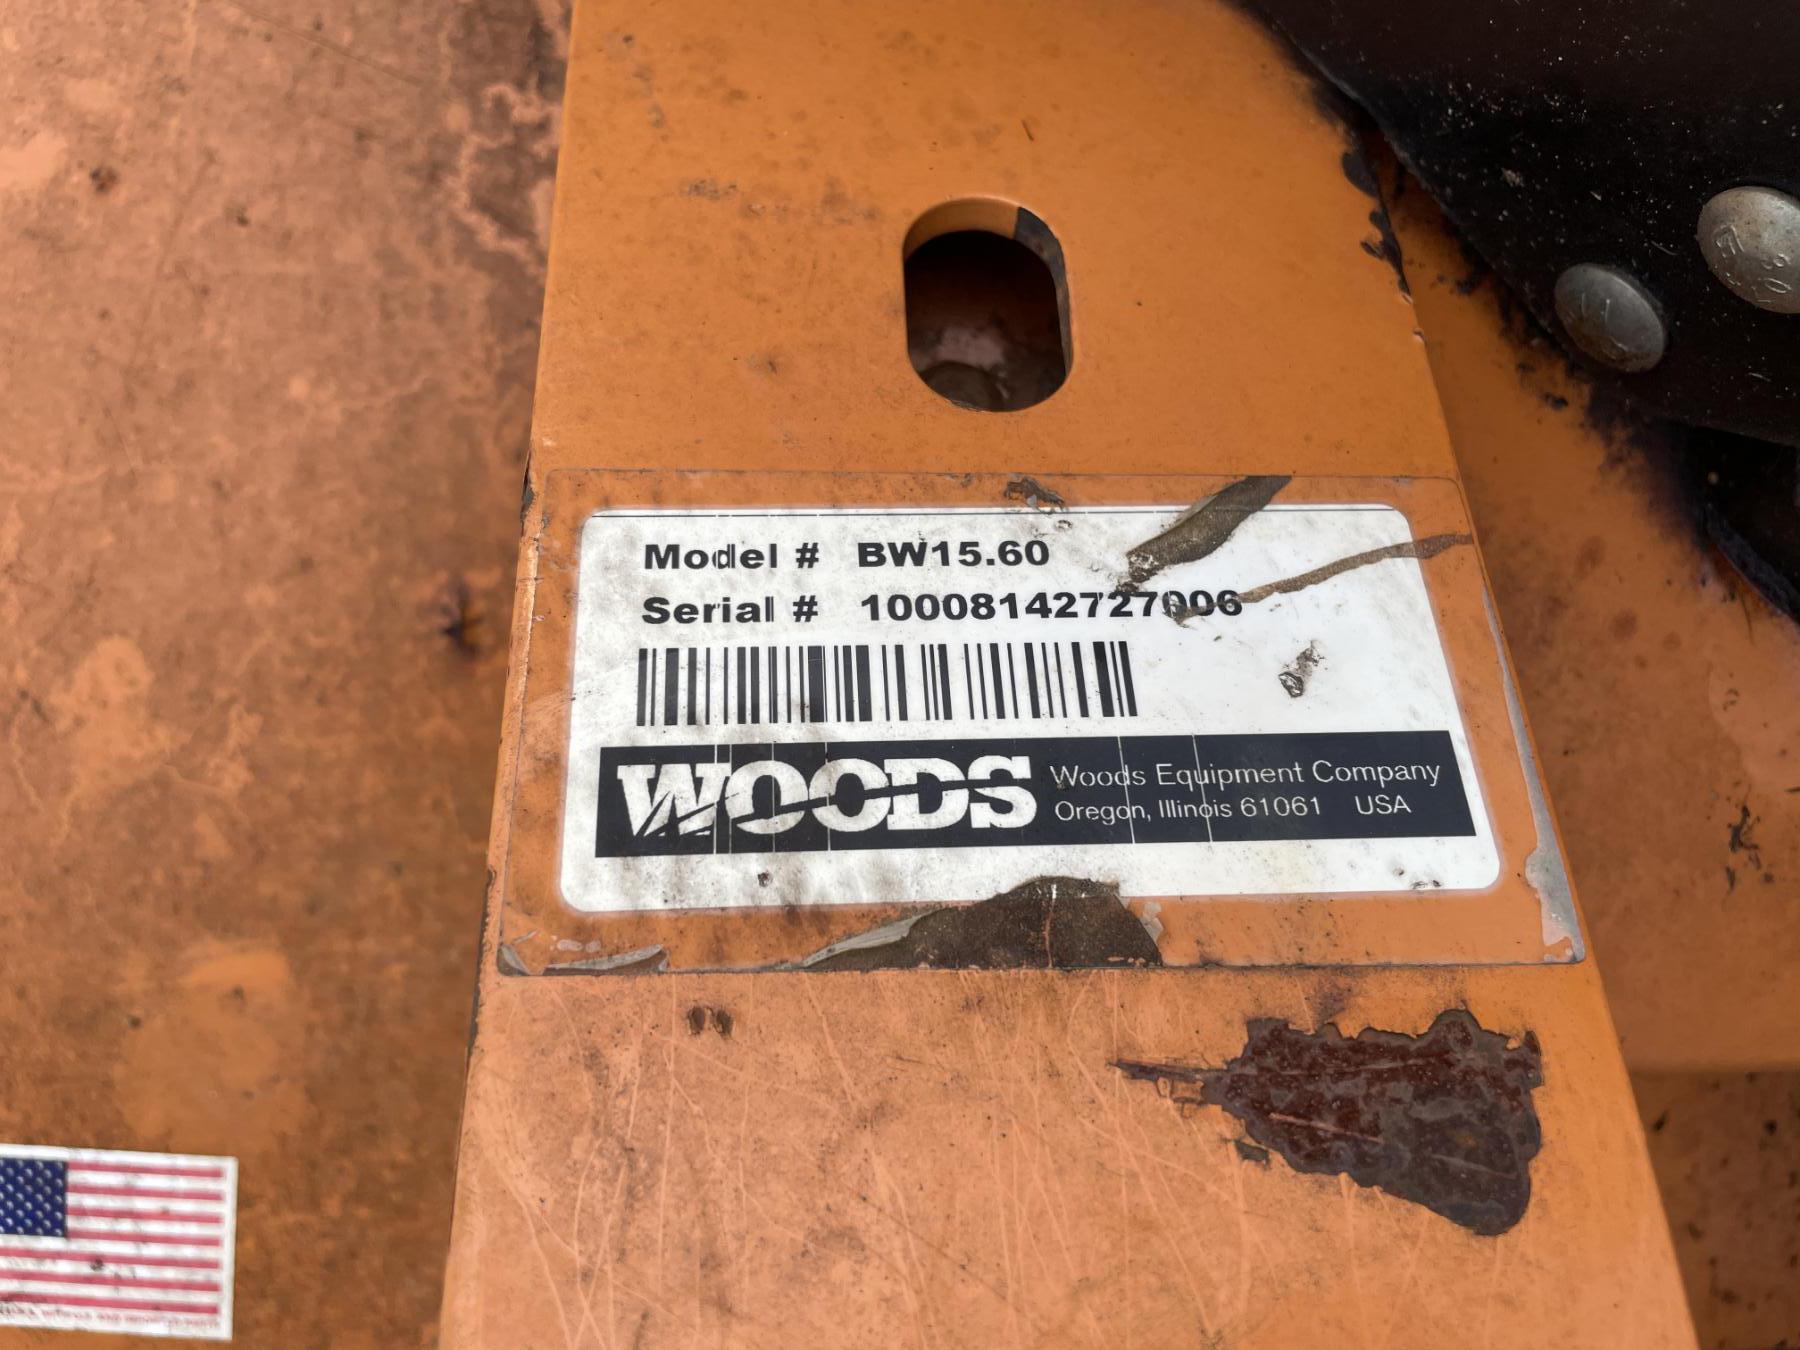 Model # BW15.60
Serial # 10008142727006
WOODS
Woods Equipment Company
Oregon, Illinois 61061 USA